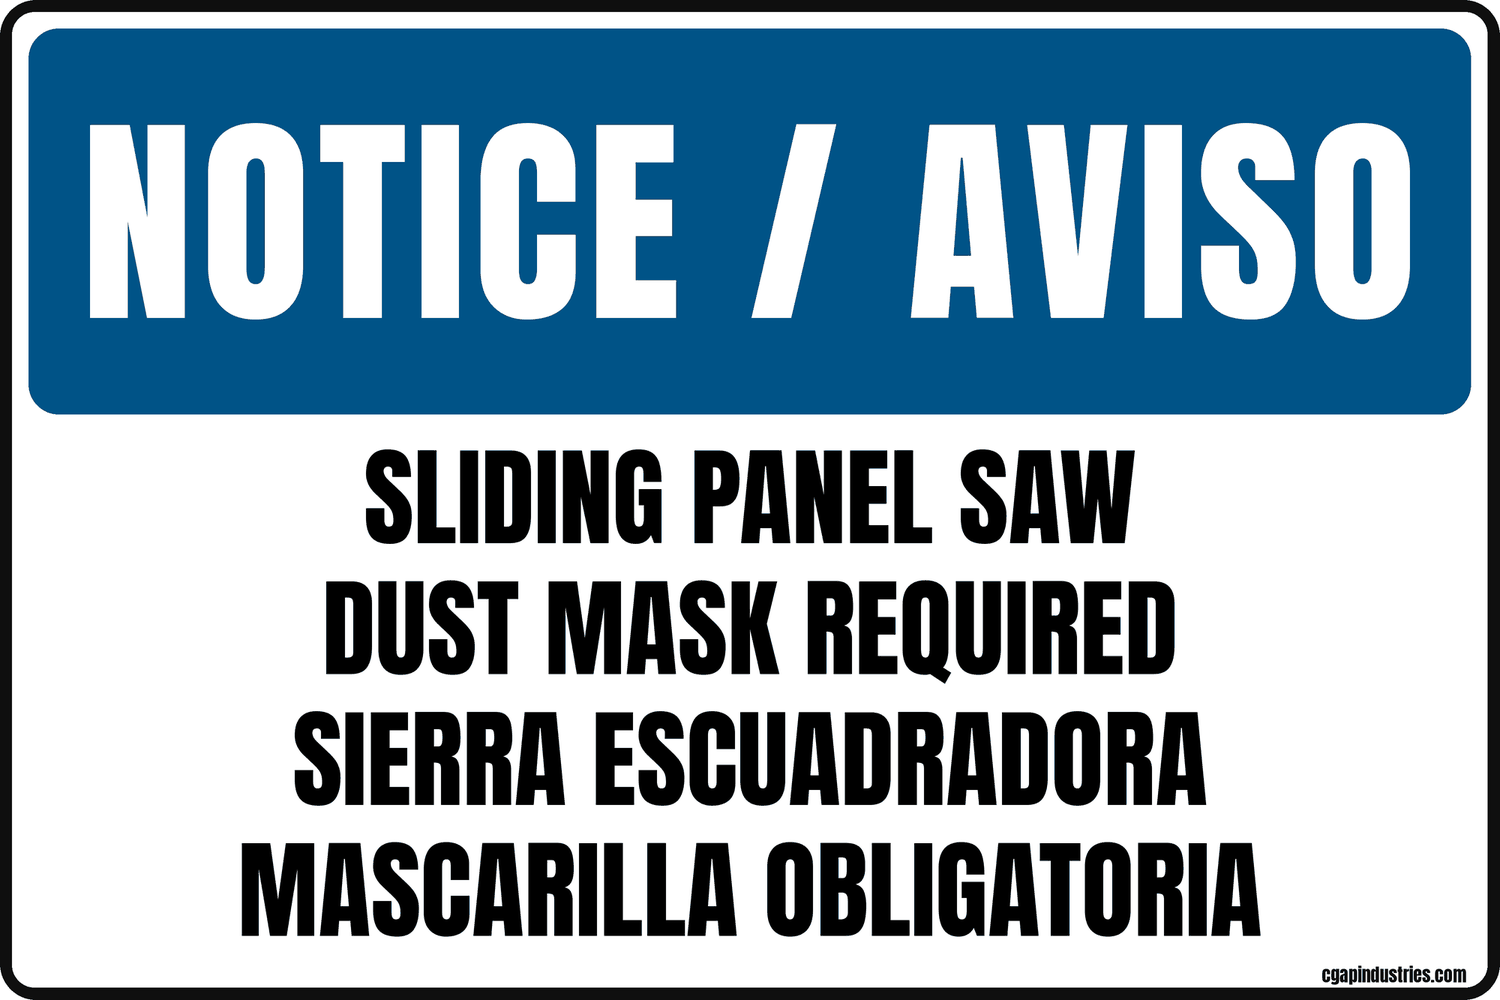 NOTICE / AVISO
SLIDING PANEL SAW
DUST MASK REQUIRED
SIERRA ESCUADRADORA
MASCARILLA OBLIGATORIA
cgapindustries.com